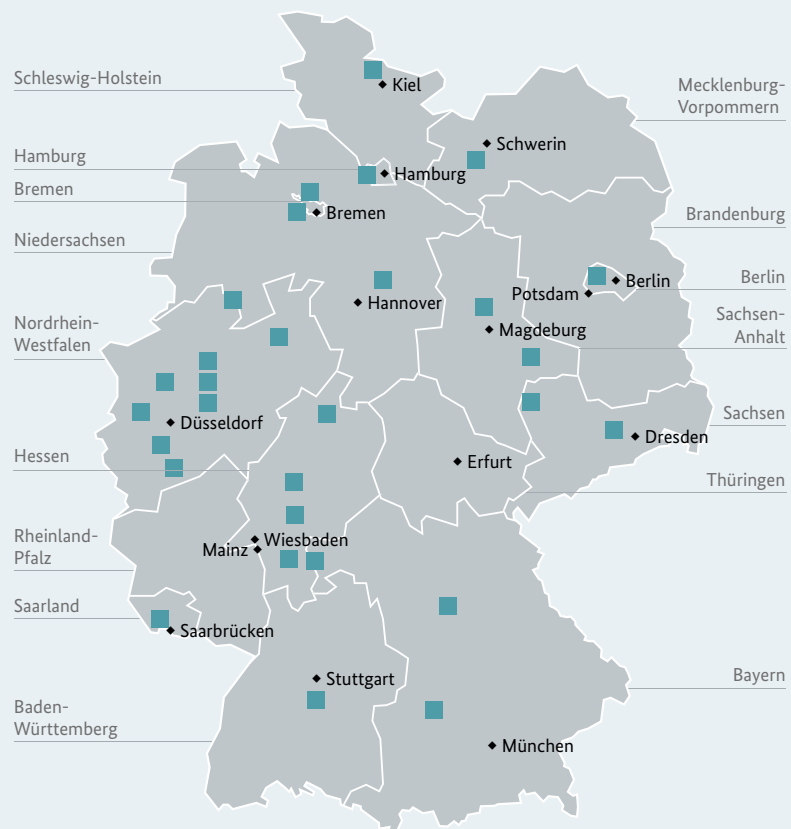 Schleswig-Holstein
Kiel
Mecklenburg-
Vorpommern
Schwerin
Hamburg
Hamburg
Bremen
Bremen
Brandenburg
Niedersachsen
Berlin
Berlin
Potsdam
Hannover
Sachsen-
Anhalt
Nordrhein-
Westfalen
Magdeburg
Düsseldorf
Sachsen
Dresden
Hessen
Erfurt
Thüringen
Rheinland-
Pfalz
Wiesbaden
Mainz
Saarland
Saarbrücken
Stuttgart
Bayern
Baden-
Württemberg
München